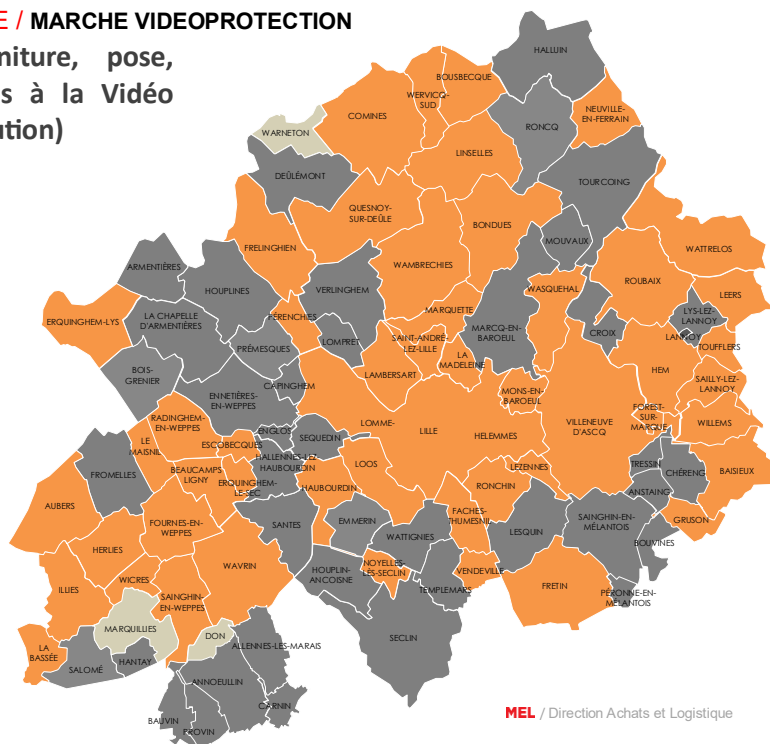 E / MARCHE VIDEOPROTECTION
niture, pose,
s à la Vidéo
ution)
HALLUIN
BOUSBECQUE
WERVICQ-
SUD
COMINES
NEUVILLE-
EN-FERRAIN
RONCQ
WARNETON
LINSELLES
DEÛLÉMONT
TOURCOING
QUESNOY-
SUR-DEÛLE
BONDUES
FRELINGHIEN
MOUVAUX
WATTRELOS
WAMBRECHIES
ARMENTIÈRES
HOUPLINES
VERLINGHEM
WASQUEHAL
ROUBAIX
LEERS
ERQUINGHEM-LYS
LA CHAPELLE
D'ARMENTIÈRES
PÉRENCHIES
MARQUETTE
LYS-LEZ-
LANNOY
MARCQ-EN-
BAROEUL
CROIX
LANNOY
TOUFFLERS
PRÉMESQUES
LOMPRET
SAINT-ANDRÉ-
LEZ-LILLE
LA
MADELEINE
BOIS-
GRENIER
CAPINGHEM
LAMBERSART
HEM
SAILLY-LEZ-
LANNOY
ENNETIÈRES-
EN-WEPPES
MONS-EN-
BAROEUL
FOREST-
SUR-
MARQUE
WILLEMS
RADINGHEM-
EN-WEPPES
LOMME-
LILLE
HELEMMES
VILLENEUVE
D'ASCQ
ENGLOS
SEQUEDIN
LE
MAISNIL
ESCOBECQUES
HALLENNES-LEZ-
HAUBOURDIN
LOOS
LEZENNES
TRESSIN
CHÉRENG
BAISIEUX
FROMELLES
BEAUCAMPS
LIGNY
ERQUINGHEM-
LE-SEC
HAUBOURDIN
RONCHIN
ANSTAING
AUBERS
FOURNES-EN-
WEPPES
SANTES
EMMERIN
FACHES-
THUMESNIL
SAINGHIN-EN-
MÉLANTOIS
GRUSON
WATTIGNIES
LESQUIN
BOUVINES
HERLIES
WAVRIN
HOUPLIN-
ANCOISNE
NOYELLES-
LÈS-SECLIN
VENDEVILLE
TEMPLEMARS
FRETIN
PÉRONNE-EN-
MÉLANTOIS
ILLIES
WICRES
SAINGHIN-
EN-WEPPES
MARQUILLIES
DON
ALLENNES-LES-MARAIS
SECLIN
LA
BASSÉE
SALOMÉ
HANTAY
ANNOEULLIN
CARNIN
BAUVIN
PROVIN
MEL / Direction Achats et Logistique